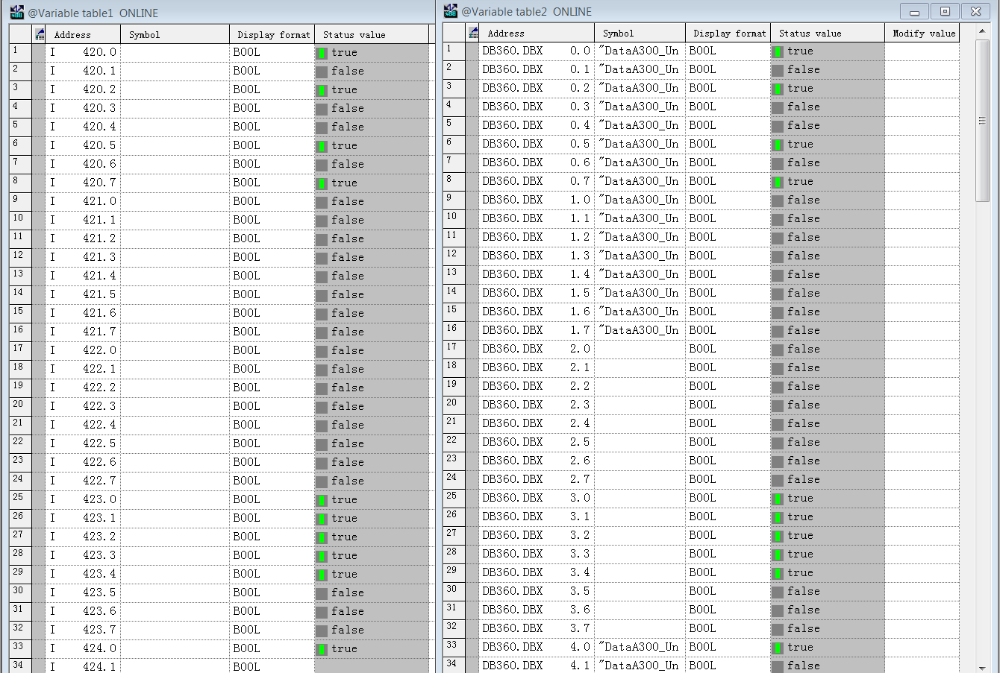 @Variable table1 ONLINE
Address Symbol Display format Status value
1 I 420.0 BOOL true
2 I 420.1 BOOL false
3 I 420.2 BOOL true
4 I 420.3 BOOL false
5 I 420.4 BOOL false
6 I 420.5 BOOL true
7 I 420.6 BOOL false
8 I 420.7 BOOL true
9 I 421.0 BOOL false
10 I 421.1 BOOL false
11 I 421.2 BOOL false
12 I 421.3 BOOL false
13 I 421.4 BOOL false
14 I 421.5 BOOL false
15 I 421.6 BOOL false
16 I 421.7 BOOL false
17 I 422.0 BOOL false
18 I 422.1 BOOL false
19 I 422.2 BOOL false
20 I 422.3 BOOL false
21 I 422.4 BOOL false
22 I 422.5 BOOL false
23 I 422.6 BOOL false
24 I 422.7 BOOL false
25 I 423.0 BOOL true
26 I 423.1 BOOL true
27 I 423.2 BOOL true
28 I 423.3 BOOL true
29 I 423.4 BOOL true
30 I 423.5 BOOL false
31 I 423.6 BOOL false
32 I 423.7 BOOL false
33 I 424.0 BOOL true
34 I 424.1 BOOL
@Variable table2 ONLINE
Address Symbol Display format Status value Modify value
1 DB360.DBX 0.0 "DataA300_Un BOOL true
2 DB360.DBX 0.1 "DataA300_Un BOOL false
3 DB360.DBX 0.2 "DataA300_Un BOOL true
4 DB360.DBX 0.3 "DataA300_Un BOOL false
5 DB360.DBX 0.4 "DataA300_Un BOOL false
6 DB360.DBX 0.5 "DataA300_Un BOOL true
7 DB360.DBX 0.6 "DataA300_Un BOOL false
8 DB360.DBX 0.7 "DataA300_Un BOOL true
9 DB360.DBX 1.0 "DataA300_Un BOOL false
10 DB360.DBX 1.1 "DataA300_Un BOOL false
11 DB360.DBX 1.2 "DataA300_Un BOOL false
12 DB360.DBX 1.3 "DataA300_Un BOOL false
13 DB360.DBX 1.4 "DataA300_Un BOOL false
14 DB360.DBX 1.5 "DataA300_Un BOOL false
15 DB360.DBX 1.6 "DataA300_Un BOOL false
16 DB360.DBX 1.7 "DataA300_Un BOOL false
17 DB360.DBX 2.0 BOOL false
18 DB360.DBX 2.1 BOOL false
19 DB360.DBX 2.2 BOOL false
20 DB360.DBX 2.3 BOOL false
21 DB360.DBX 2.4 BOOL false
22 DB360.DBX 2.5 BOOL false
23 DB360.DBX 2.6 BOOL false
24 DB360.DBX 2.7 BOOL false
25 DB360.DBX 3.0 BOOL true
26 DB360.DBX 3.1 BOOL true
27 DB360.DBX 3.2 BOOL true
28 DB360.DBX 3.3 BOOL true
29 DB360.DBX 3.4 BOOL true
30 DB360.DBX 3.5 BOOL false
31 DB360.DBX 3.6 BOOL false
32 DB360.DBX 3.7 BOOL false
33 DB360.DBX 4.0 "DataA300_Un BOOL true
34 DB360.DBX 4.1 "DataA300_Un BOOL false